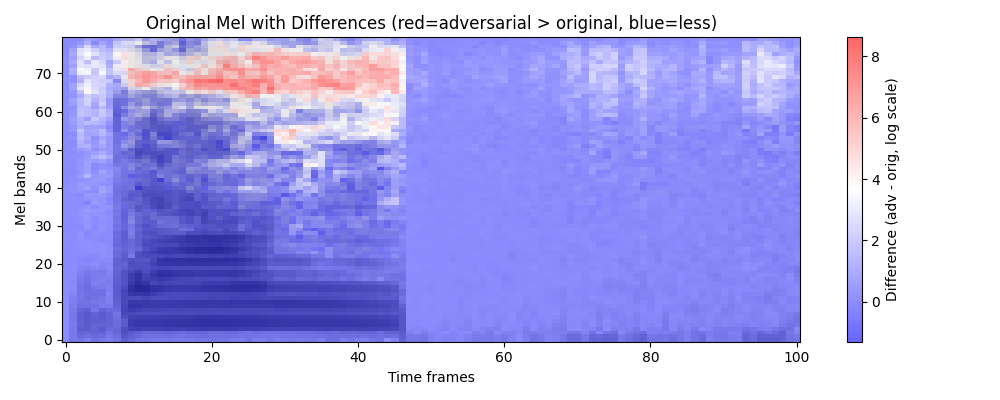 Original Mel with Differences (red=adversarial > original, blue=less)
70
60
50
40
30
20
10
0
Mel bands
0 20 40 60 80 100
Time frames
8
6
4
2
0
Difference (adv - orig, log scale)